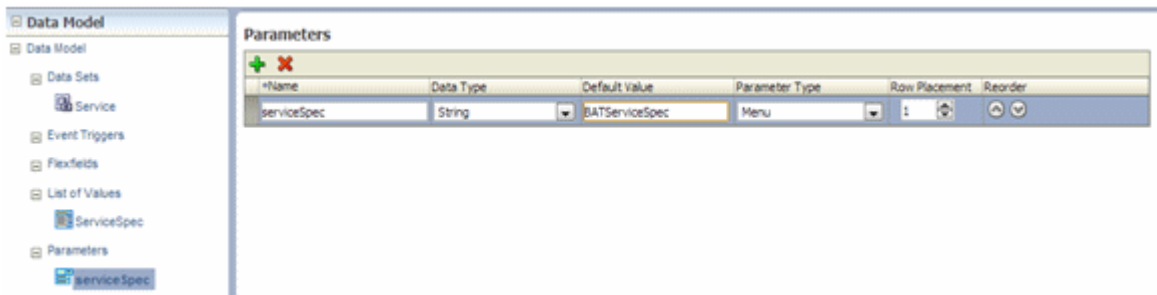 Data Model
Data Model
Data Sets
Service
Event Triggers
Flexfields
List of Values
ServiceSpec
Parameters
serviceSpec
Parameters
*Name Data Type Default Value Parameter Type Row Placement Reorder
serviceSpec String BATServiceSpec Menu 1